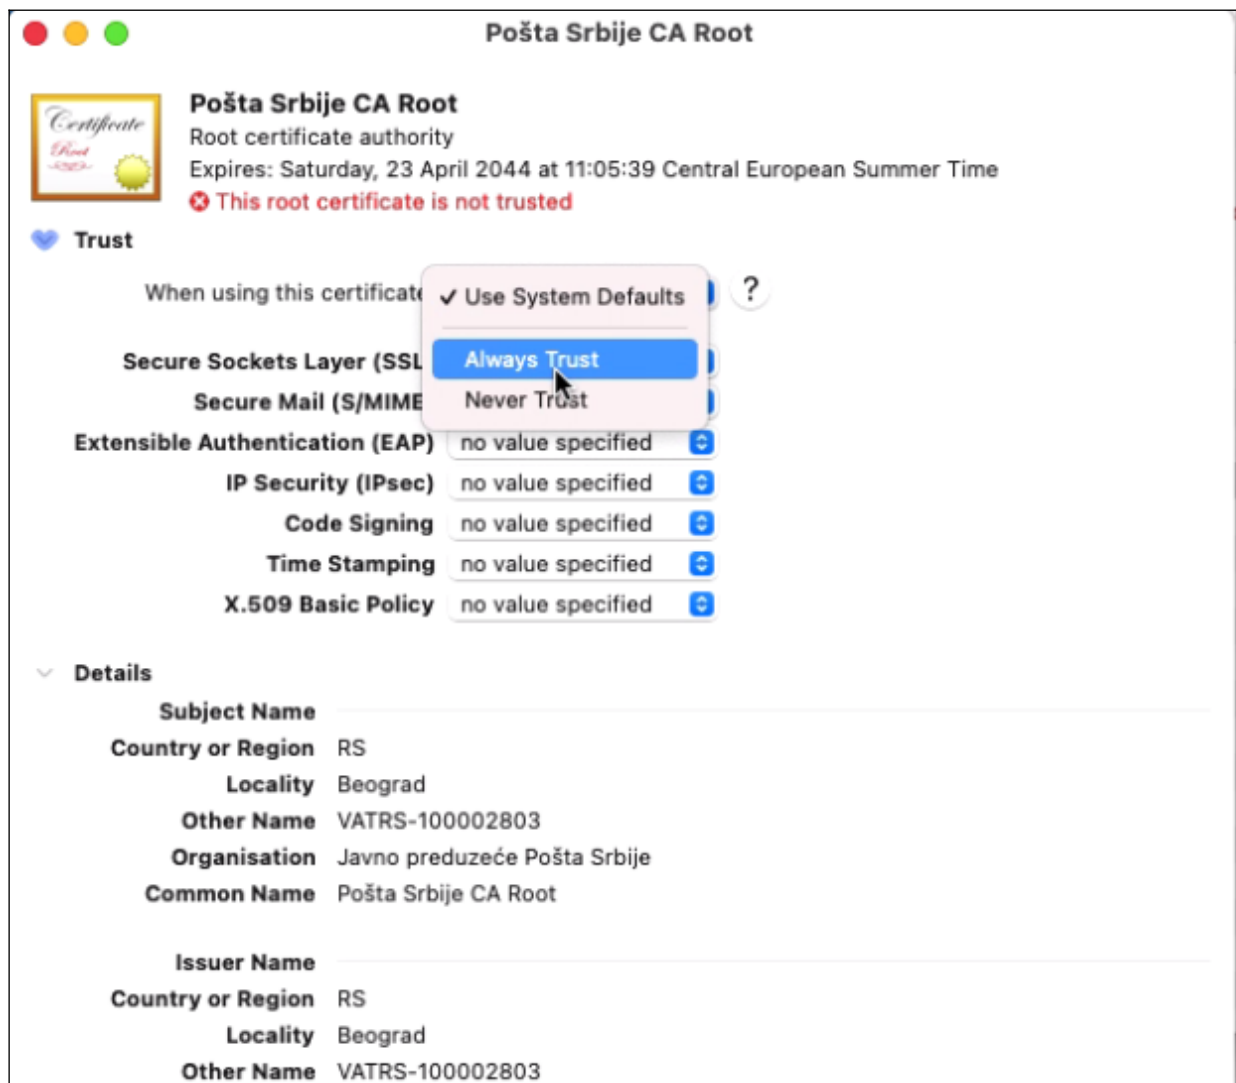 Pošta Srbije CA Root
Certificate
Root
Pošta Srbije CA Root
Root certificate authority
Expires: Saturday, 23 April 2044 at 11:05:39 Central European Summer Time
This root certificate is not trusted
Trust
When using this certificate ✓ Use System Defaults ?
Secure Sockets Layer (SSL Always Trust
Secure Mail (S/MIME Never Trust
Extensible Authentication (EAP) no value specified
IP Security (IPsec) no value specified
Code Signing no value specified
Time Stamping no value specified
X.509 Basic Policy no value specified
Details
Subject Name
Country or Region RS
Locality Beograd
Other Name VATRS-100002803
Organisation Javno preduzeće Pošta Srbije
Common Name Pošta Srbije CA Root
Issuer Name
Country or Region RS
Locality Beograd
Other Name VATRS-100002803